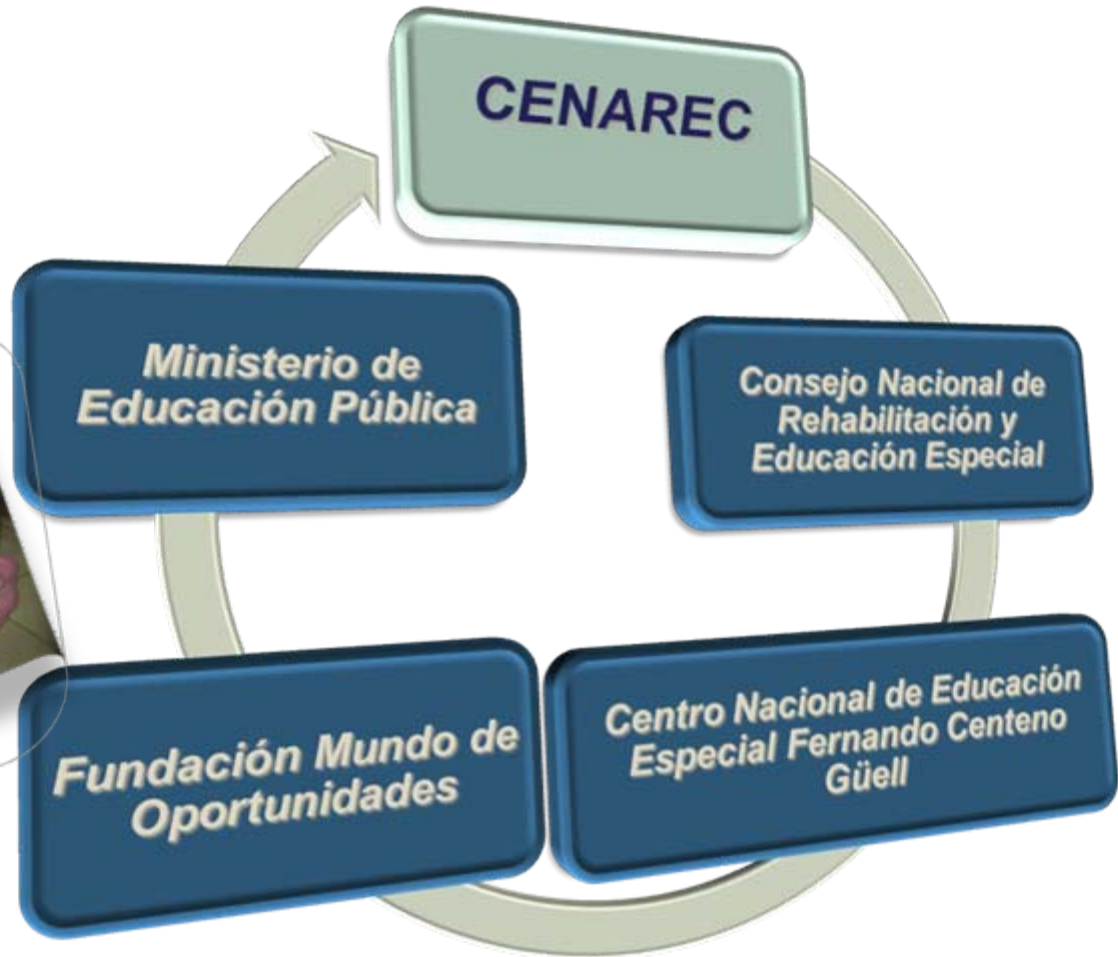 CENAREC
Ministerio de
Educación Pública
Consejo Nacional de
Rehabilitación y
Educación Especial
Fundación Mundo de
Oportunidades
Centro Nacional de Educación
Especial Fernando Centeno
Güell